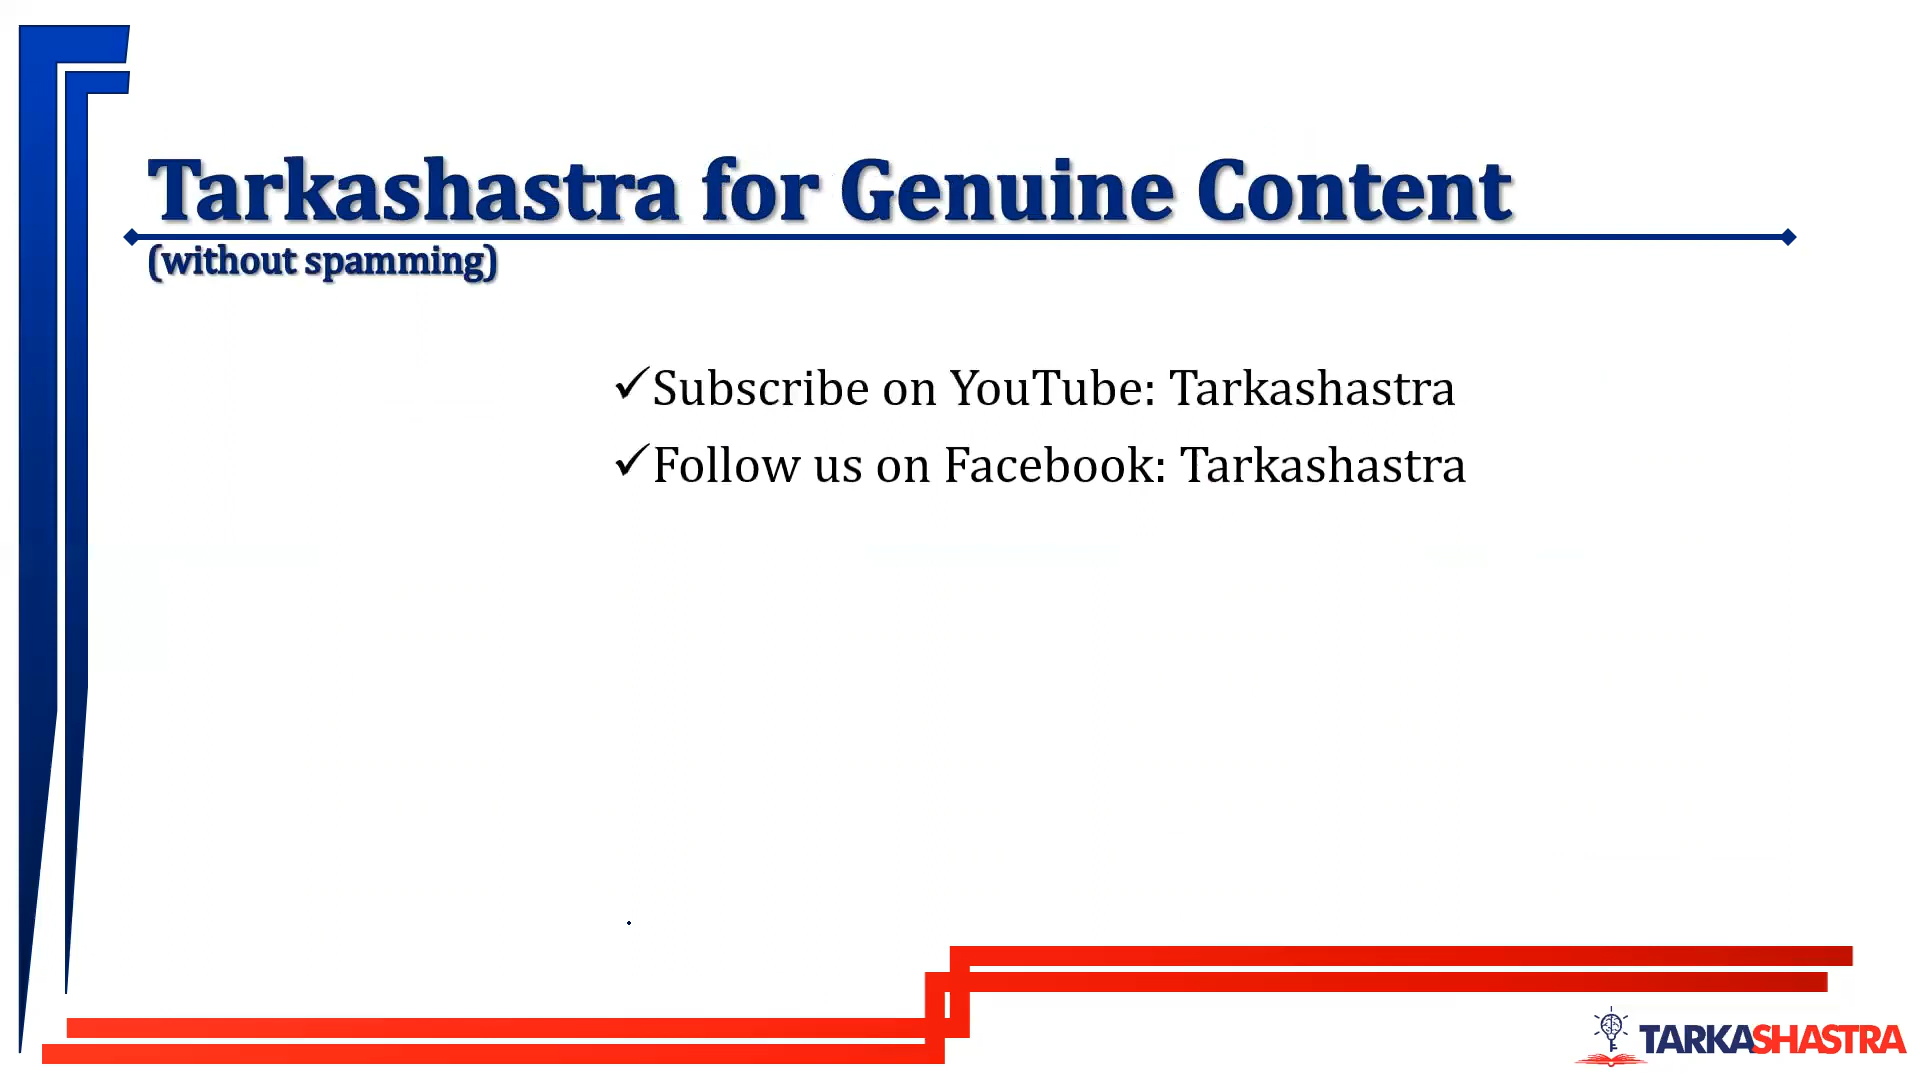 Tarkashastra for Genuine Content
(without spamming)
✓Subscribe on YouTube: Tarkashastra
✓Follow us on Facebook: Tarkashastra
TARKASHASTRA